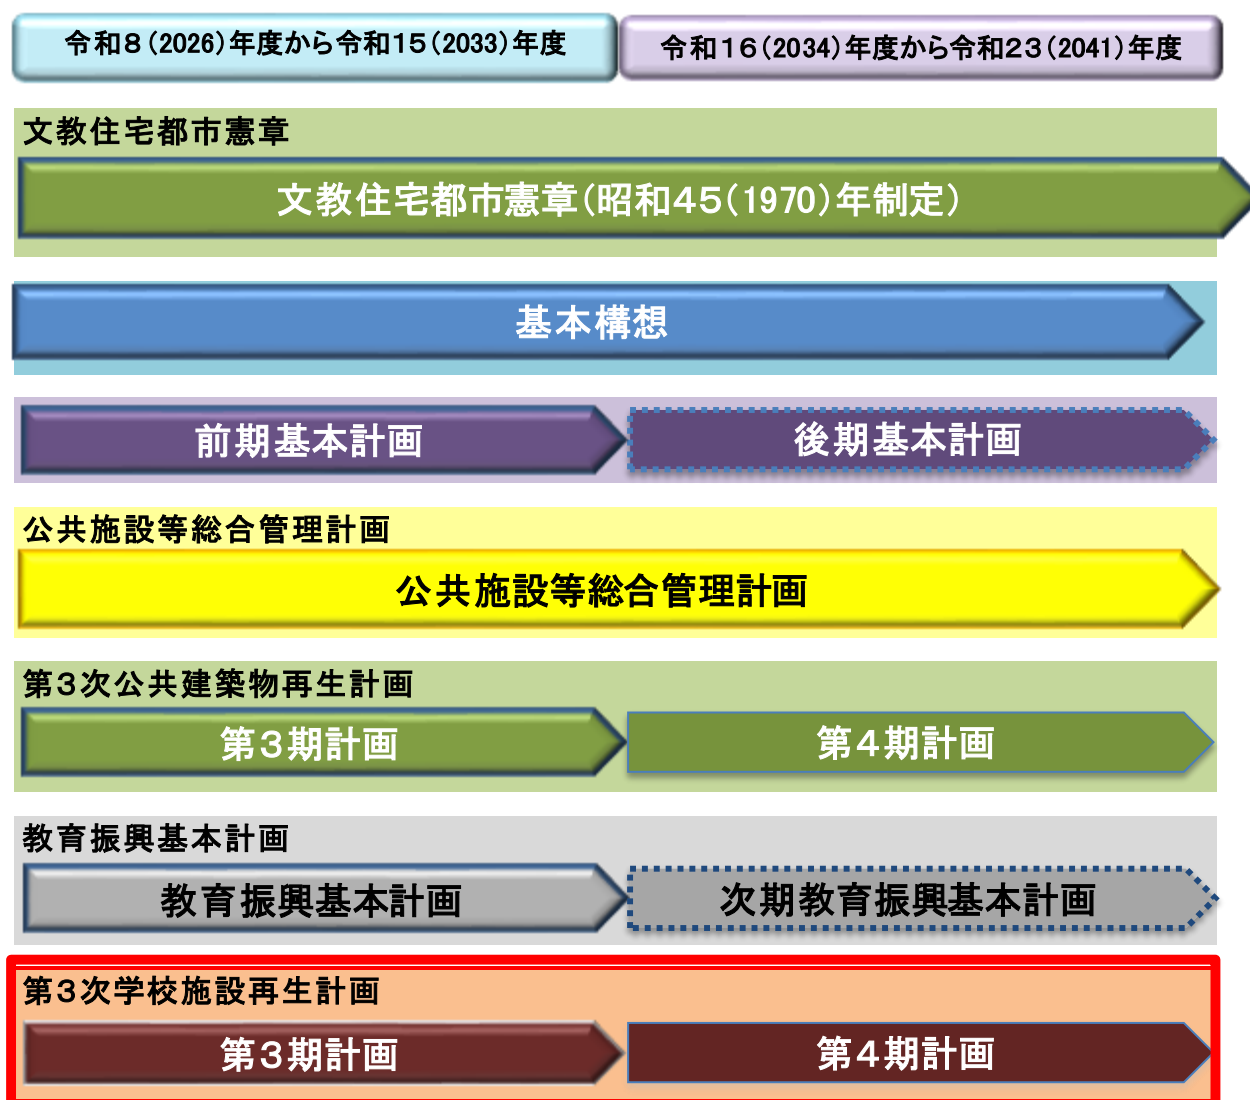 令和８（2026）年度から令和１５（2033）年度
令和１６（2034）年度から令和２３（2041）年度
文教住宅都市憲章
文教住宅都市憲章（昭和４５（1970）年制定）
基本構想
前期基本計画
後期基本計画
公共施設等総合管理計画
公共施設等総合管理計画
第３次公共建築物再生計画
第３期計画
第４期計画
教育振興基本計画
教育振興基本計画
次期教育振興基本計画
第３次学校施設再生計画
第３期計画
第４期計画